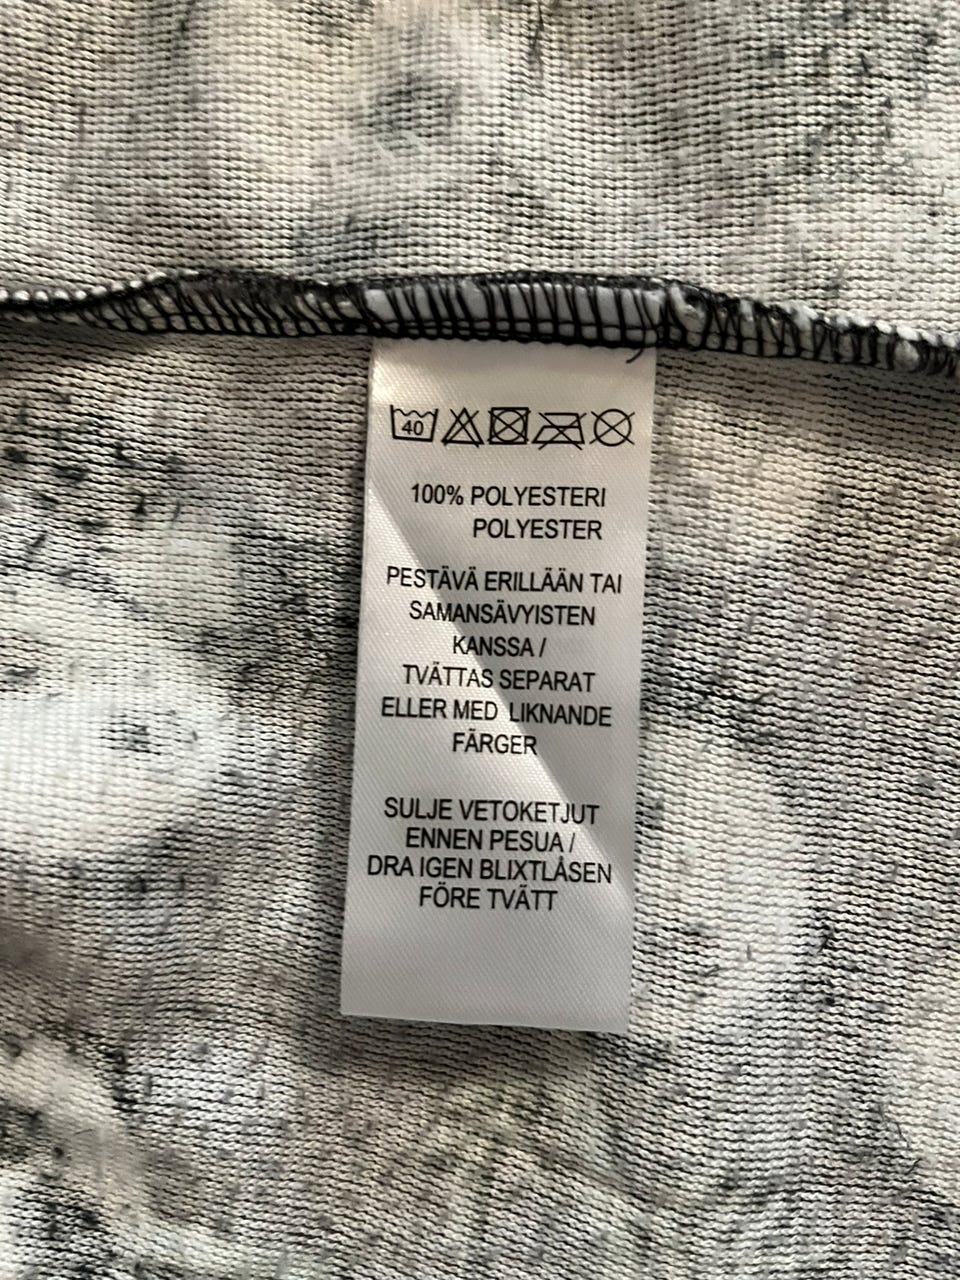 40
100% POLYESTERI
POLYESTER
PESTÄVÄ ERILLÄÄN TAI
SAMANSÄVYISTEN
KANSSA /
TVÄTTAS SEPARAT
ELLER MED LIKNANDE
FÄRGER
SULJE VETOKETJUT
ENNEN PESUA /
DRA IGEN BLIXTLÅSEN
FÖRE TVÄTT